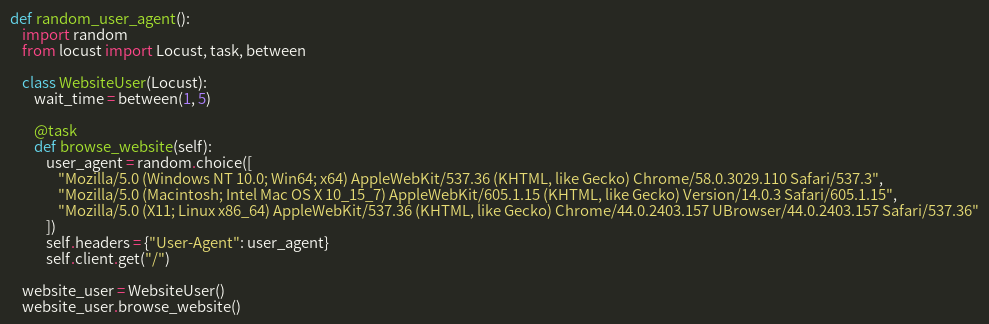 def random_user_agent():
    import random
    from locust import Locust, task, between

    class WebsiteUser(Locust):
        wait_time = between(1, 5)

        @task
        def browse_website(self):
            user_agent = random.choice([
                "Mozilla/5.0 (Windows NT 10.0; Win64; x64) AppleWebKit/537.36 (KHTML, like Gecko) Chrome/58.0.3029.110 Safari/537.3",
                "Mozilla/5.0 (Macintosh; Intel Mac OS X 10_15_7) AppleWebKit/605.1.15 (KHTML, like Gecko) Version/14.0.3 Safari/605.1.15",
                "Mozilla/5.0 (X11; Linux x86_64) AppleWebKit/537.36 (KHTML, like Gecko) Chrome/44.0.2403.157 UBrowser/44.0.2403.157 Safari/537.36"
            ])
            self.headers = {"User-Agent": user_agent}
            self.client.get("/")

    website_user = WebsiteUser()
    website_user.browse_website()